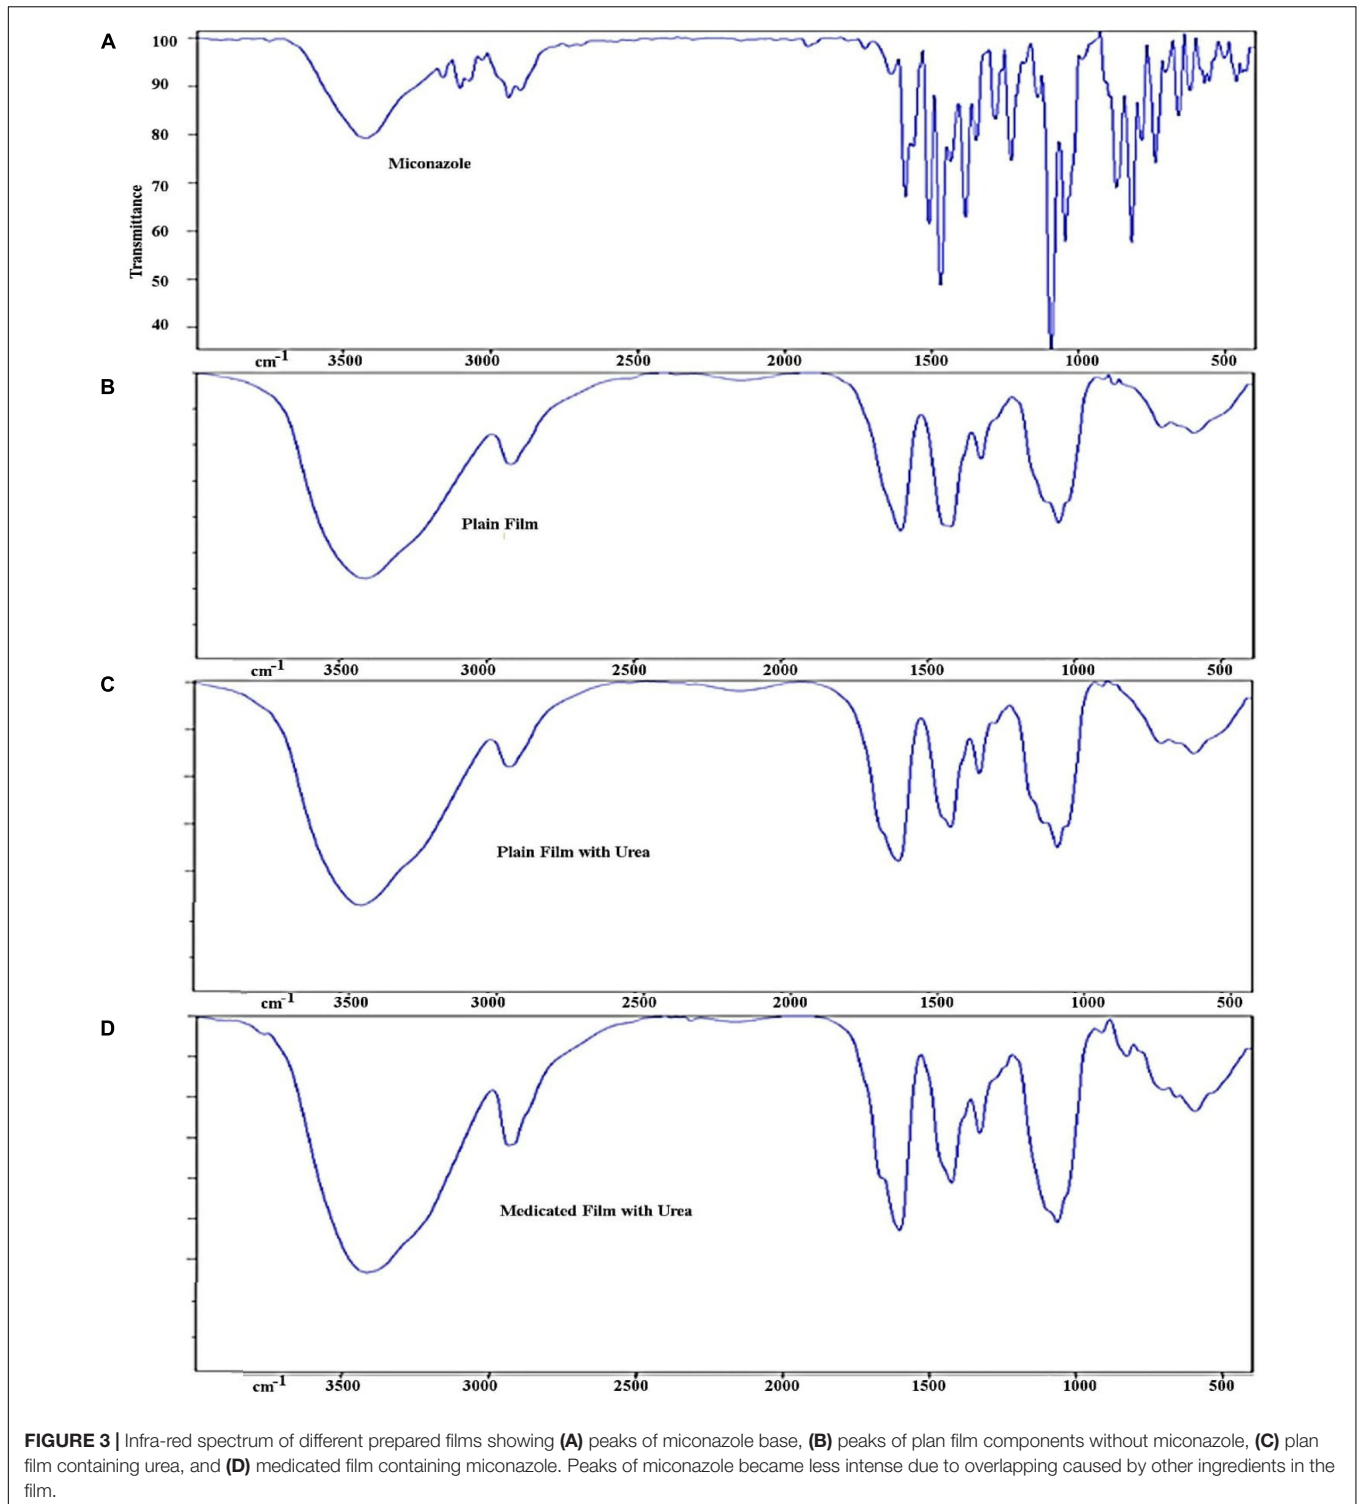 A
100
90
80
70
60
50
40
Transmittance
Miconazole
cm-1 3500 3000 2500 2000 1500 1000 500
B
Plain Film
cm-1 3500 3000 2500 2000 1500 1000 500
C
Plain Film with Urea
cm-1 3500 3000 2500 2000 1500 1000 500
D
Medicated Film with Urea
cm-1 3500 3000 2500 2000 1500 1000 500
FIGURE 3 | Infra-red spectrum of different prepared films showing (A) peaks of miconazole base, (B) peaks of plan film components without miconazole, (C) plan
film containing urea, and (D) medicated film containing miconazole. Peaks of miconazole became less intense due to overlapping caused by other ingredients in the
film.